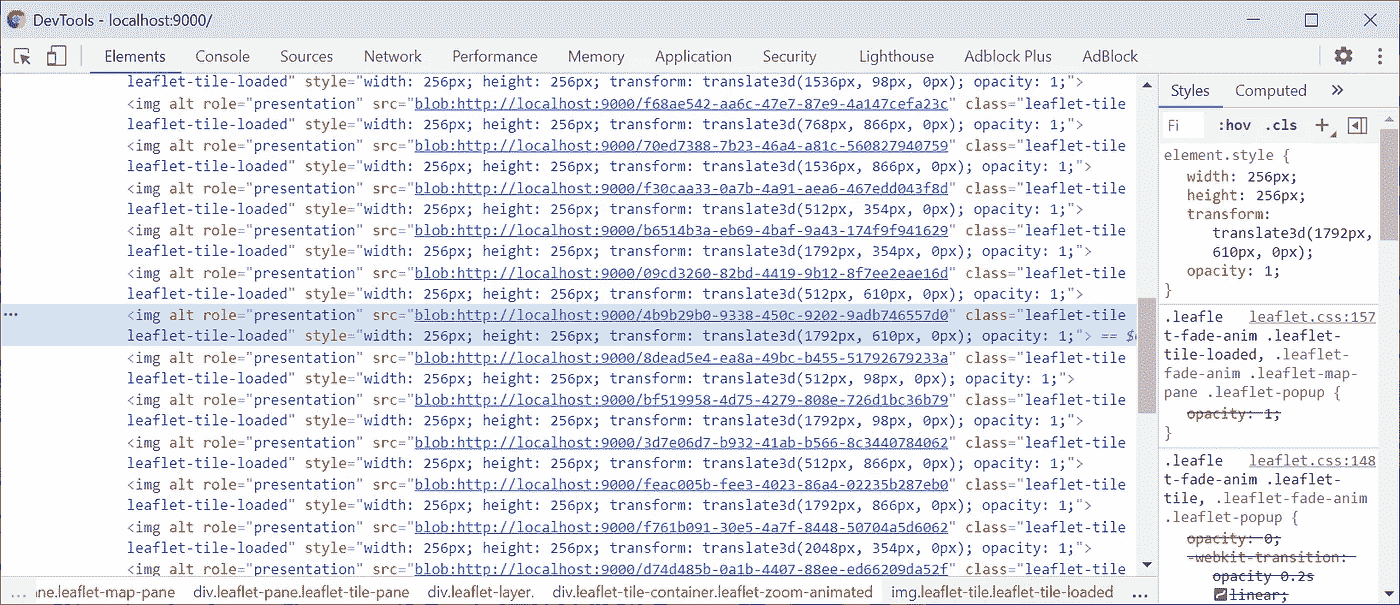 DevTools - localhost:9000/
Elements Console Sources Network Performance Memory Application Security Lighthouse Adblock Plus AdBlock
leaflet-tile-loaded" style="width: 256px; height: 256px; transform: translate3d(1536px, 98px, 0px); opacity: 1;">
<img alt role="presentation" src="blob:http://localhost:9000/f68ae542-aa6c-47e7-87e9-4a147cefa23c" class="leaflet-tile
leaflet-tile-loaded" style="width: 256px; height: 256px; transform: translate3d(768px, 866px, 0px); opacity: 1;">
<img alt role="presentation" src="blob:http://localhost:9000/70ed7388-7b23-46a4-a81c-560827940759" class="leaflet-tile
leaflet-tile-loaded" style="width: 256px; height: 256px; transform: translate3d(1536px, 866px, 0px); opacity: 1;">
<img alt role="presentation" src="blob:http://localhost:9000/f30caa33-0a7b-4a91-aea6-467edd043f8d" class="leaflet-tile
leaflet-tile-loaded" style="width: 256px; height: 256px; transform: translate3d(512px, 354px, 0px); opacity: 1;">
<img alt role="presentation" src="blob:http://localhost:9000/b6514b3a-eb69-4baf-9a43-174f9f941629" class="leaflet-tile
leaflet-tile-loaded" style="width: 256px; height: 256px; transform: translate3d(1792px, 354px, 0px); opacity: 1;">
<img alt role="presentation" src="blob:http://localhost:9000/09cd3260-82bd-4419-9b12-8f7ee2eae16d" class="leaflet-tile
leaflet-tile-loaded" style="width: 256px; height: 256px; transform: translate3d(512px, 610px, 0px); opacity: 1;">
<img alt role="presentation" src="blob:http://localhost:9000/4b9b29b0-9338-450c-9202-9adb746557d0" class="leaflet-tile
leaflet-tile-loaded" style="width: 256px; height: 256px; transform: translate3d(1792px, 610px, 0px); opacity: 1;"> == $
<img alt role="presentation" src="blob:http://localhost:9000/8dead5e4-ea8a-49bc-b455-51792679233a" class="leaflet-tile
leaflet-tile-loaded" style="width: 256px; height: 256px; transform: translate3d(512px, 98px, 0px); opacity: 1;">
<img alt role="presentation" src="blob:http://localhost:9000/bf519958-4d75-4279-808e-726d1bc36b79" class="leaflet-tile
leaflet-tile-loaded" style="width: 256px; height: 256px; transform: translate3d(1792px, 98px, 0px); opacity: 1;">
<img alt role="presentation" src="blob:http://localhost:9000/3d7e06d7-b932-41ab-b566-8c3440784062" class="leaflet-tile
leaflet-tile-loaded" style="width: 256px; height: 256px; transform: translate3d(512px, 866px, 0px); opacity: 1;">
<img alt role="presentation" src="blob:http://localhost:9000/feac005b-fee3-4023-86a4-02235b287eb0" class="leaflet-tile
leaflet-tile-loaded" style="width: 256px; height: 256px; transform: translate3d(1792px, 866px, 0px); opacity: 1;">
<img alt role="presentation" src="blob:http://localhost:9000/f761b091-30e5-4a7f-8448-50704a5d6062" class="leaflet-tile
leaflet-tile-loaded" style="width: 256px; height: 256px; transform: translate3d(2048px, 354px, 0px); opacity: 1;">
<img alt role="presentation" src="blob:http://localhost:9000/d74d485b-0a1b-4407-88ee-ed66209da52f" class="leaflet-tile
... ne.leaflet-map-pane div.leaflet-pane.leaflet-tile-pane div.leaflet-layer. div.leaflet-tile-container.leaflet-zoom-animated img.leaflet-tile.leaflet-tile-loaded ...
Styles Computed »
Fi :hov .cls +
element.style {
width: 256px;
height: 256px;
transform:
translate3d(1792px,
610px, 0px);
opacity: 1;
}
.leafle leaflet.css:157
t-fade-anim .leaflet-
tile-loaded, .leaflet-
fade-anim .leaflet-map-
pane .leaflet-popup {
opacity: 1;
}
.leafle leaflet.css:148
t-fade-anim .leaflet-
tile, .leaflet-fade-anim
.leaflet-popup {
opacity: 0;
-webkit-transition:
opacity 0.2s
linear;